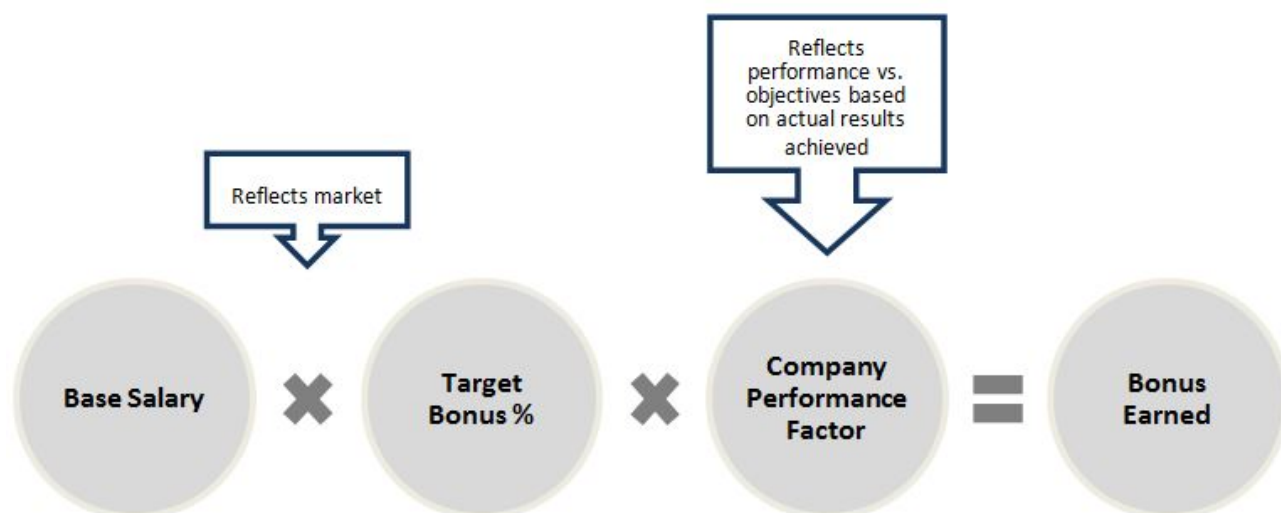 Reflects
performance vs.
objectives based
on actual results
achieved
Reflects market
Base Salary
Target
Bonus %
Company
Performance
Factor
Bonus
Earned